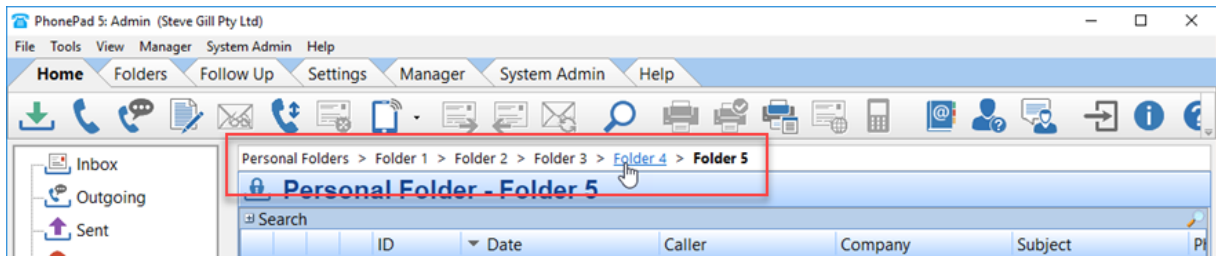 PhonePad 5: Admin (Steve Gill Pty Ltd)
File Tools View Manager System Admin Help
Home Folders Follow Up Settings Manager System Admin Help
Personal Folders > Folder 1 > Folder 2 > Folder 3 > Folder 4 > Folder 5
Inbox
Personal Folder - Folder 5
Outgoing
Search
Sent
ID Date Caller Company Subject